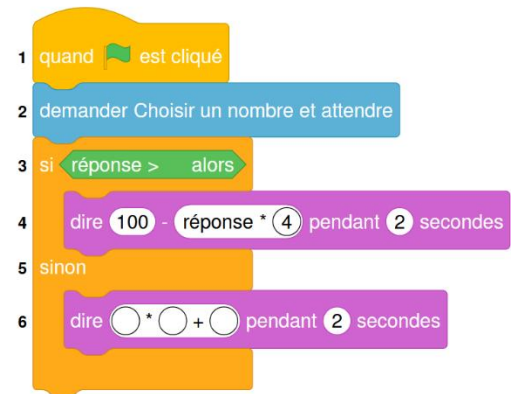 1 quand est cliqué
2 demander Choisir un nombre et attendre
3 si réponse > alors
4 dire 100 - réponse * 4 pendant 2 secondes
5 sinon
6 dire * + pendant 2 secondes